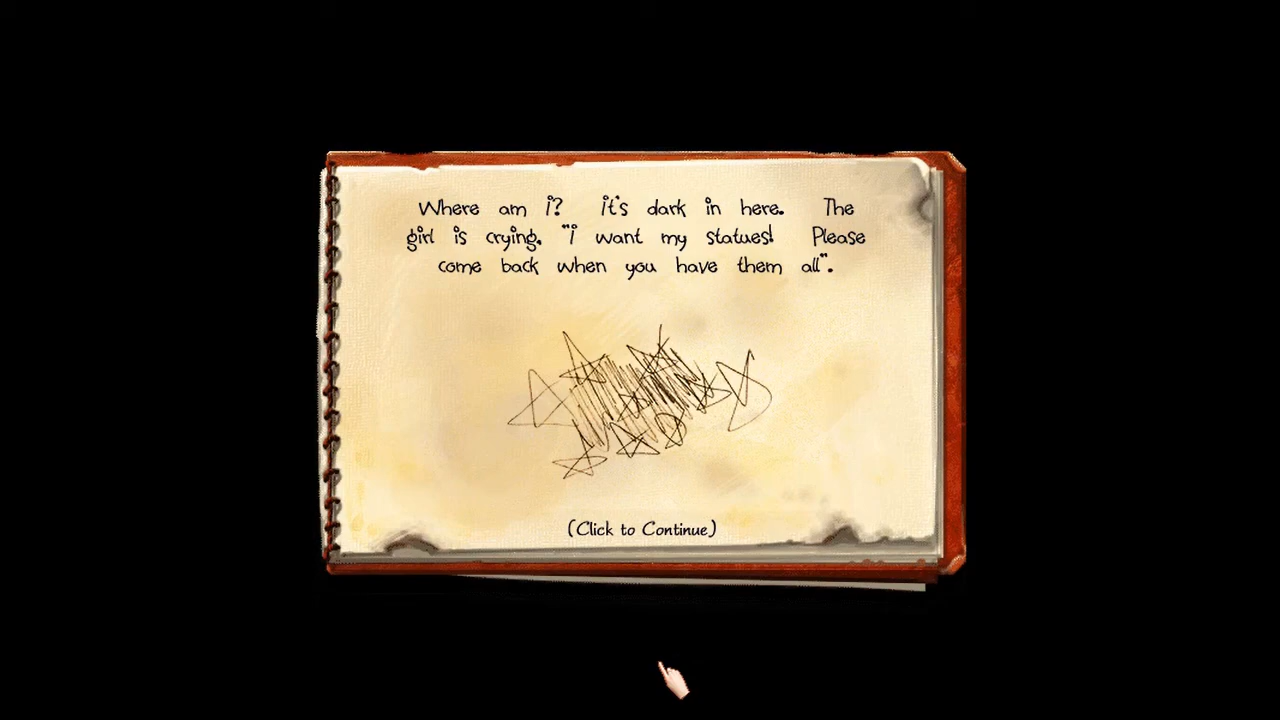 Where am i? it's dark in here. The
girl is crying. "i want my statues! Please
come back when you have them all".
(Click to Continue)